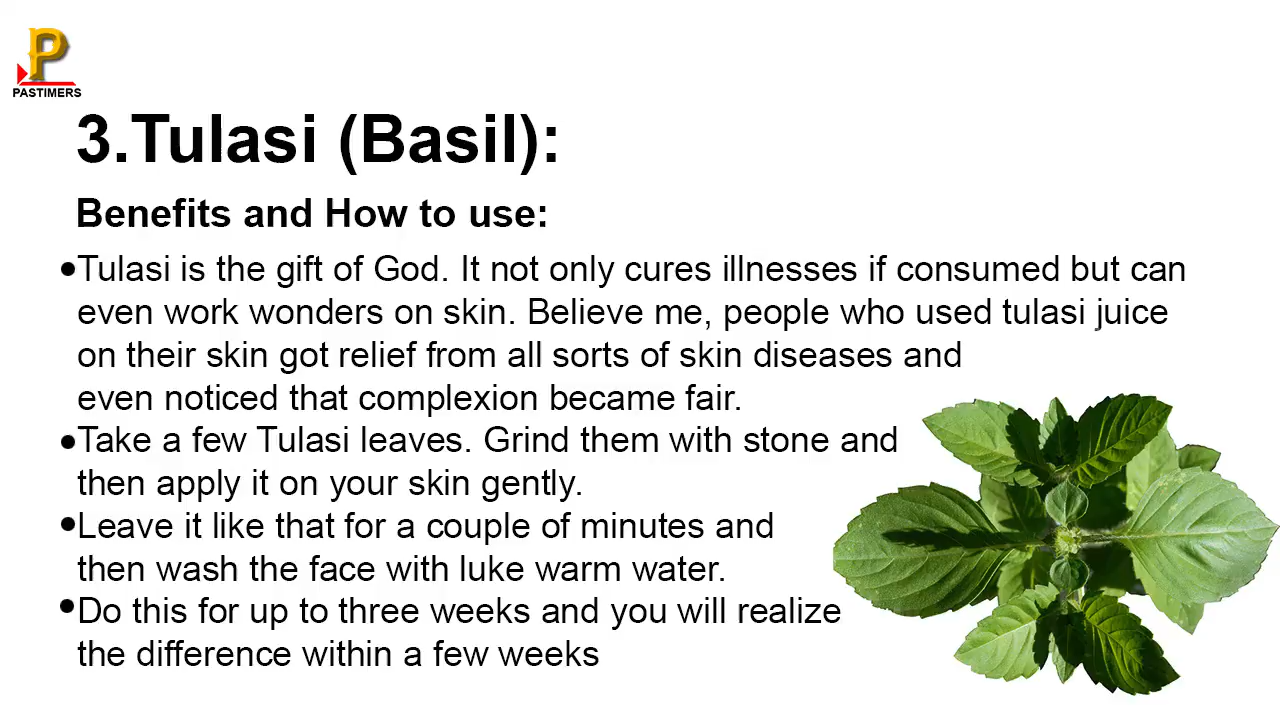 P
PASTIMERS
3.Tulasi (Basil):
Benefits and How to use:
•Tulasi is the gift of God. It not only cures illnesses if consumed but can
even work wonders on skin. Believe me, people who used tulasi juice
on their skin got relief from all sorts of skin diseases and
even noticed that complexion became fair.
•Take a few Tulasi leaves. Grind them with stone and
then apply it on your skin gently.
•Leave it like that for a couple of minutes and
then wash the face with luke warm water.
•Do this for up to three weeks and you will realize
the difference within a few weeks